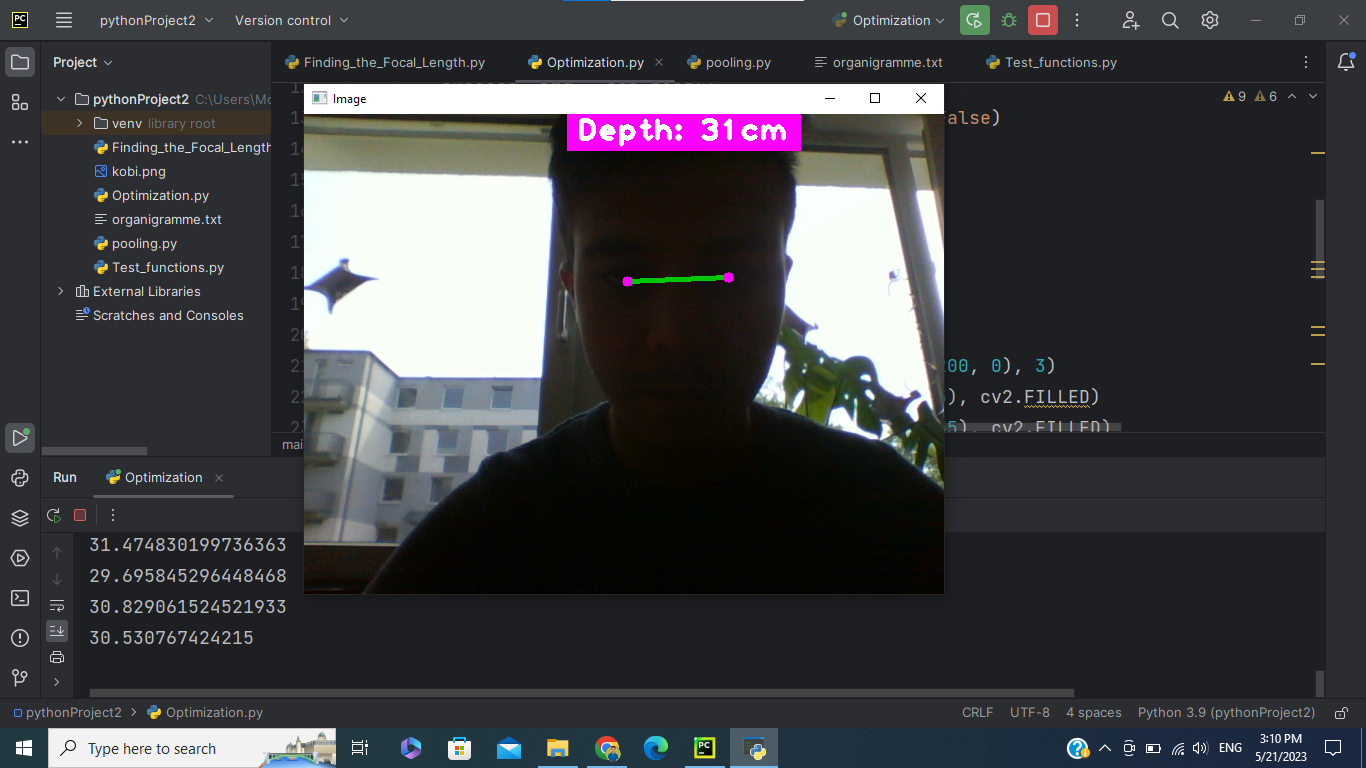 pythonProject2
Version control
Optimization
Project
Finding_the_Focal_Length.py
Optimization.py
pooling.py
organigramme.txt
Test_functions.py
pythonProject2 C:\Users\Mc
venv library root
Finding_the_Focal_Length
kobi.png
Optimization.py
organigramme.txt
pooling.py
Test_functions.py
External Libraries
Scratches and Consoles
9 6
Image
Depth: 31cm
alse)
00, 0), 3)
), cv2.FILLED)
5), cv2.FILLED)
mai
Run Optimization
31.474830199736363
29.695845296448468
30.829061524521933
30.530767424215
pythonProject2 > Optimization.py
CRLF UTF-8 4 spaces Python 3.9 (pythonProject2)
Type here to search
ENG
3:10 PM
5/21/2023